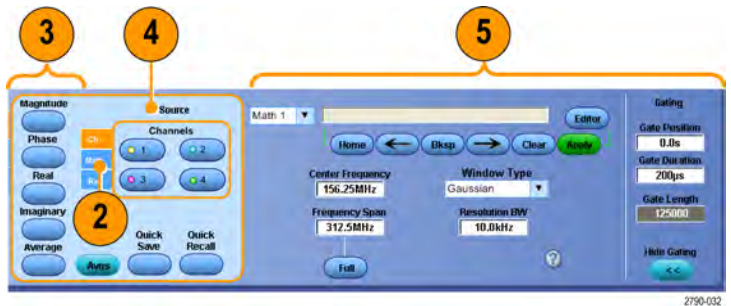 3
4
5
Magnitude
Phase
Real
Imaginary
Average
Source
Channels
1
2
3
4
2
Quick
Save
Quick
Recall
Avgs
Math 1
Editor
Home
Bksp
Clear
Apply
Center Frequency
156.25MHz
Window Type
Gaussian
Frequency Span
312.5MHz
Resolution BW
10.0kHz
Full
?
Gating
Gate Position
0.0s
Gate Duration
200µs
Gate Length
125000
Hide Gating
<<
2790-032